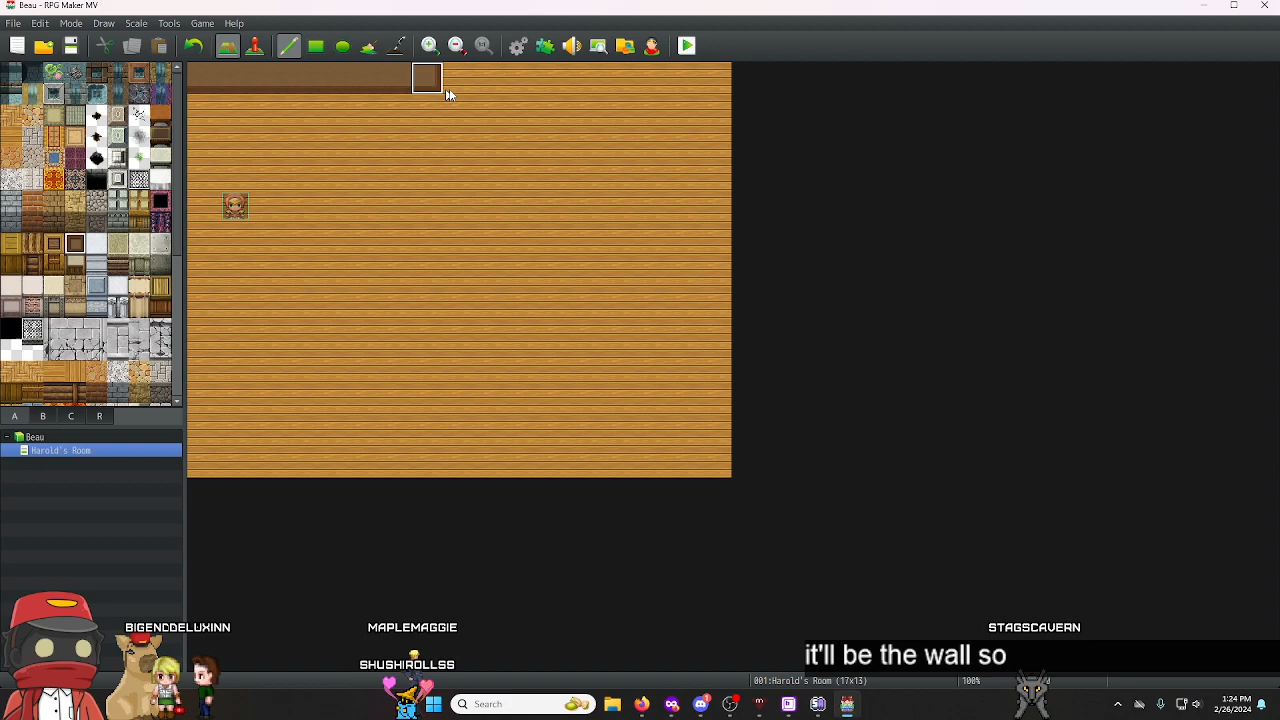 Beau - RPG Maker MV
File Edit Mode Draw Scale Tools Game Help
A B C R
Beau
Harold's Room
BIGENDDELUXINN
MAPLEMAGGIE
STAGSCAVERN
SHUSHIROLLSS
it'll be the wall so
001:Harold's Room (17x13)
100%
Search
1:24 PM
2/26/2024